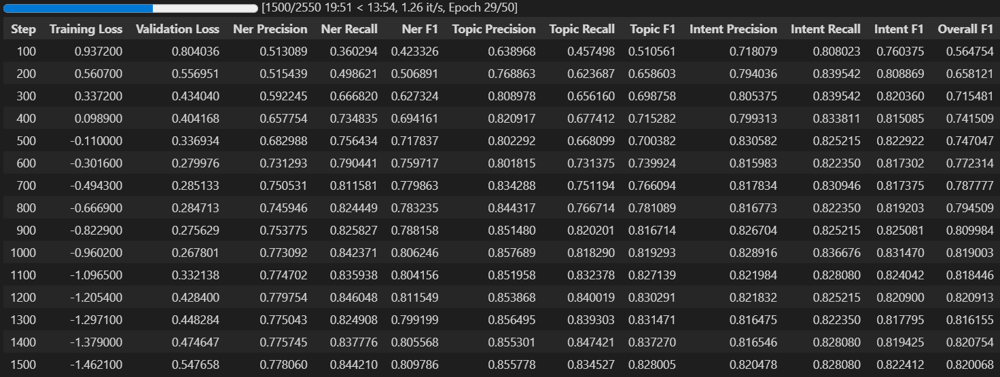 [1500/2550 19:51 < 13:54, 1.26 it/s, Epoch 29/50]
Step Training Loss Validation Loss Ner Precision Ner Recall Ner F1 Topic Precision Topic Recall Topic F1 Intent Precision Intent Recall Intent F1 Overall F1
100 0.937200 0.804036 0.513089 0.360294 0.423326 0.638968 0.457498 0.510561 0.718079 0.808023 0.760375 0.564754
200 0.560700 0.556951 0.515439 0.498621 0.506891 0.768863 0.623687 0.658603 0.794036 0.839542 0.808869 0.658121
300 0.337200 0.434040 0.592245 0.666820 0.627324 0.808978 0.656160 0.698758 0.805375 0.839542 0.820360 0.715481
400 0.098900 0.404168 0.657754 0.734835 0.694161 0.820917 0.677412 0.715282 0.799313 0.833811 0.815085 0.741509
500 -0.110000 0.336934 0.682988 0.756434 0.717837 0.802292 0.668099 0.700382 0.830582 0.825215 0.822922 0.747047
600 -0.301600 0.279976 0.731293 0.790441 0.759717 0.801815 0.731375 0.739924 0.815983 0.822350 0.817302 0.772314
700 -0.494300 0.285133 0.750531 0.811581 0.779863 0.834288 0.751194 0.766094 0.817834 0.830946 0.817375 0.787777
800 -0.666900 0.284713 0.745946 0.824449 0.783235 0.844317 0.766714 0.781089 0.816773 0.822350 0.819203 0.794509
900 -0.822900 0.275629 0.753775 0.825827 0.788158 0.851480 0.820201 0.816714 0.826704 0.825215 0.825081 0.809984
1000 -0.960200 0.267801 0.773092 0.842371 0.806246 0.857689 0.818290 0.819293 0.828916 0.836676 0.831470 0.819003
1100 -1.096500 0.332138 0.774702 0.835938 0.804156 0.851958 0.832378 0.827139 0.821984 0.828080 0.824042 0.818446
1200 -1.205400 0.428400 0.779754 0.846048 0.811549 0.853868 0.840019 0.830291 0.821832 0.825215 0.820900 0.820913
1300 -1.297100 0.448284 0.775043 0.824908 0.799199 0.856495 0.839303 0.831471 0.816475 0.822350 0.817795 0.816155
1400 -1.379000 0.474647 0.775745 0.837776 0.805568 0.855301 0.847421 0.837270 0.816546 0.828080 0.819425 0.820754
1500 -1.462100 0.547658 0.778060 0.844210 0.809786 0.855778 0.834527 0.828005 0.820478 0.828080 0.822412 0.820068